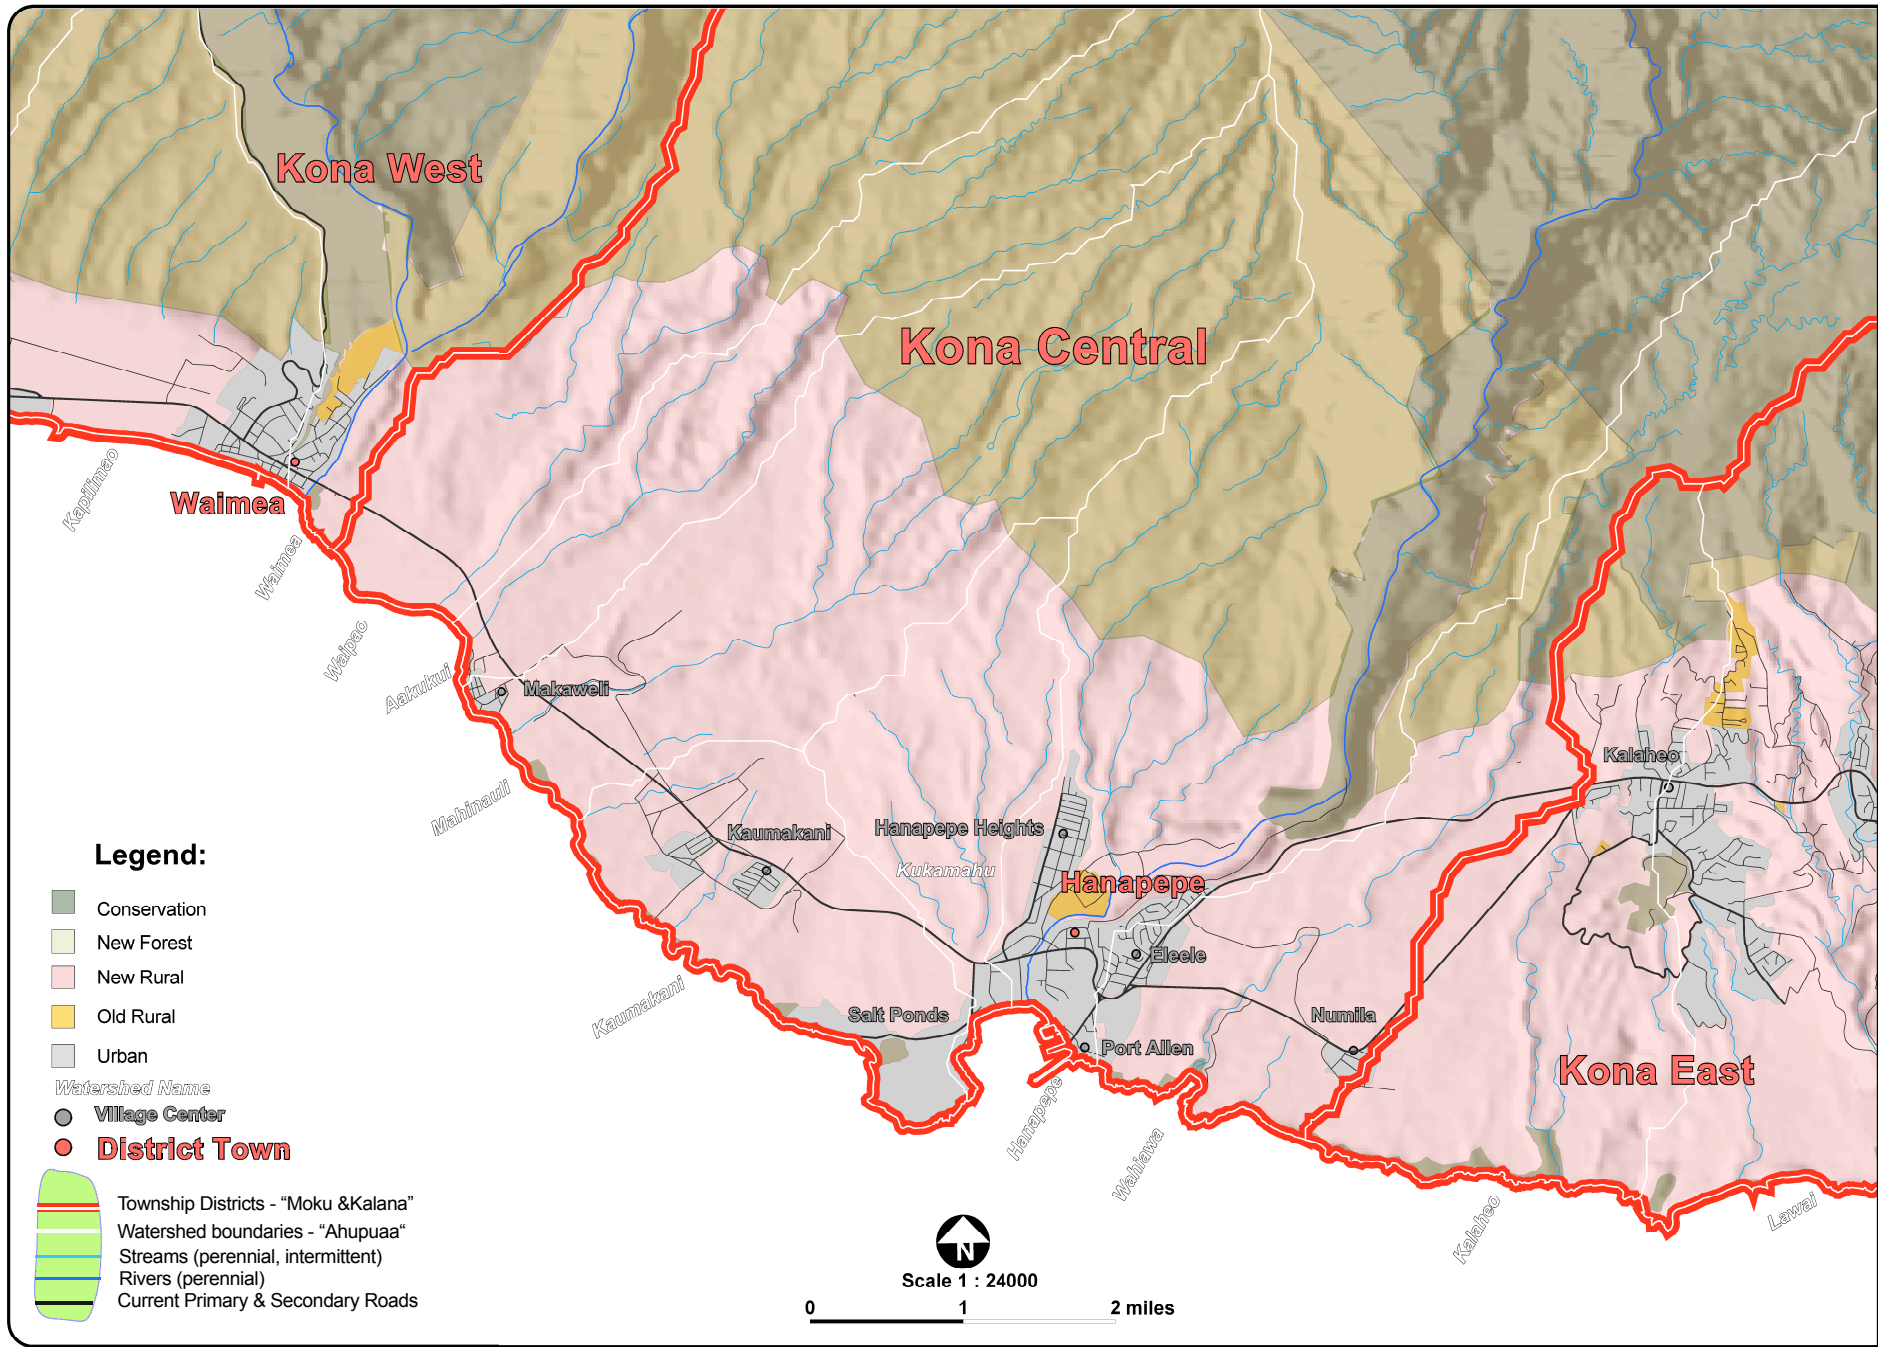 Kona West
Kona Central
Waimea
Kapilimao
Waimea
Waipao
Aakukui
Makaweli
Mahinauli
Kalaheo
Kaumakani
Hanapepe Heights
Kukamahu
Hanapepe
Eleele
Kaumakani
Salt Ponds
Numila
Port Allen
Kona East
Hanapepe
Wahiawa
Kalaheo
Lawai
Legend:
Conservation
New Forest
New Rural
Old Rural
Urban
Watershed Name
Village Center
District Town
Township Districts - “Moku &Kalana”
Watershed boundaries - “Ahupuaa“
Streams (perennial, intermittent)
Rivers (perennial)
Current Primary & Secondary Roads
N
Scale 1 : 24000
0 1 2 miles